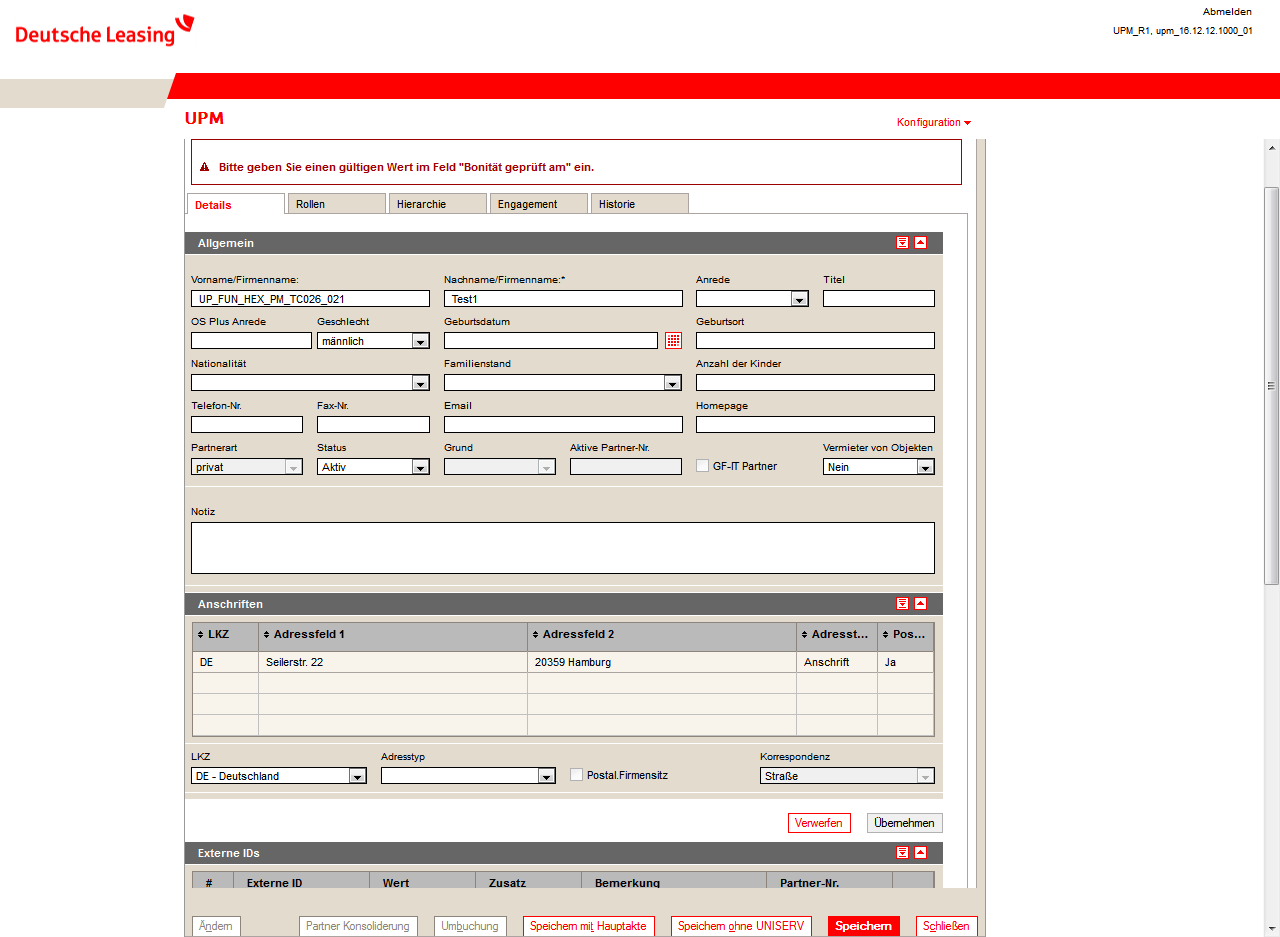 Deutsche Leasing
Abmelden
UPM_R1, upm_16.12.12.1000_01
UPM
Konfiguration
Bitte geben Sie einen gültigen Wert im Feld "Bonität geprüft am" ein.
Details Rollen Hierarchie Engagement Historie
Allgemein
Vorname/Firmenname: Nachname/Firmenname:* Anrede Titel
UP_FUN_HEX_PM_TC026_021 Test1
OS Plus Anrede Geschlecht Geburtsdatum Geburtsort
männlich
Nationalität Familienstand Anzahl der Kinder
Telefon-Nr. Fax-Nr. Email Homepage
Partnerart Status Grund Aktive Partner-Nr. Vermieter von Objekten
privat Aktiv GF-IT Partner Nein
Notiz
Anschriften
LKZ Adressfeld 1 Adressfeld 2 Adresst... Pos...
DE Seilerstr. 22 20359 Hamburg Anschrift Ja
LKZ Adresstyp Korrespondenz
DE - Deutschland Postal.Firmensitz Straße
Verwerfen Übernehmen
Externe IDs
# Externe ID Wert Zusatz Bemerkung Partner-Nr.
Ändern Partner Konsolidierung Umbuchung Speichern mit Hauptakte Speichern ohne UNISERV Speichern Schließen